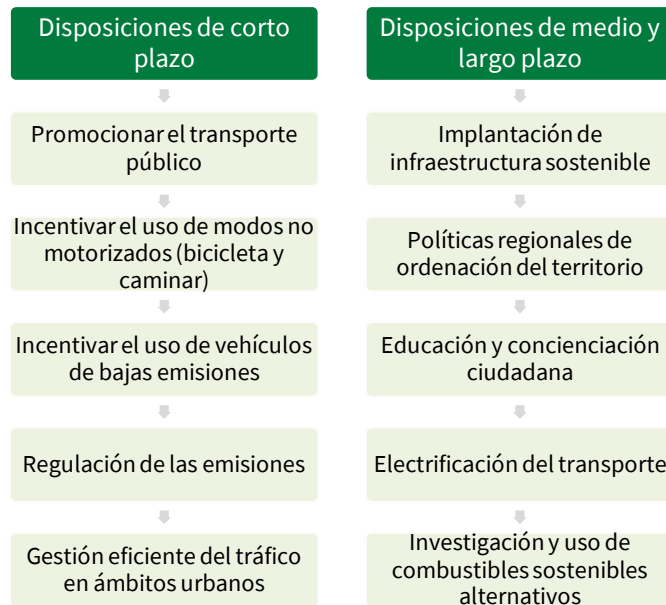 Disposiciones de corto
plazo
Promocionar el transporte
público
Incentivar el uso de modos no
motorizados (bicicleta y
caminar)
Incentivar el uso de vehículos
de bajas emisiones
Regulación de las emisiones
Gestión eficiente del tráfico
en ámbitos urbanos
Disposiciones de medio y
largo plazo
Implantación de
infraestructura sostenible
Políticas regionales de
ordenación del territorio
Educación y concienciación
ciudadana
Electrificación del transporte
Investigación y uso de
combustibles sostenibles
alternativos